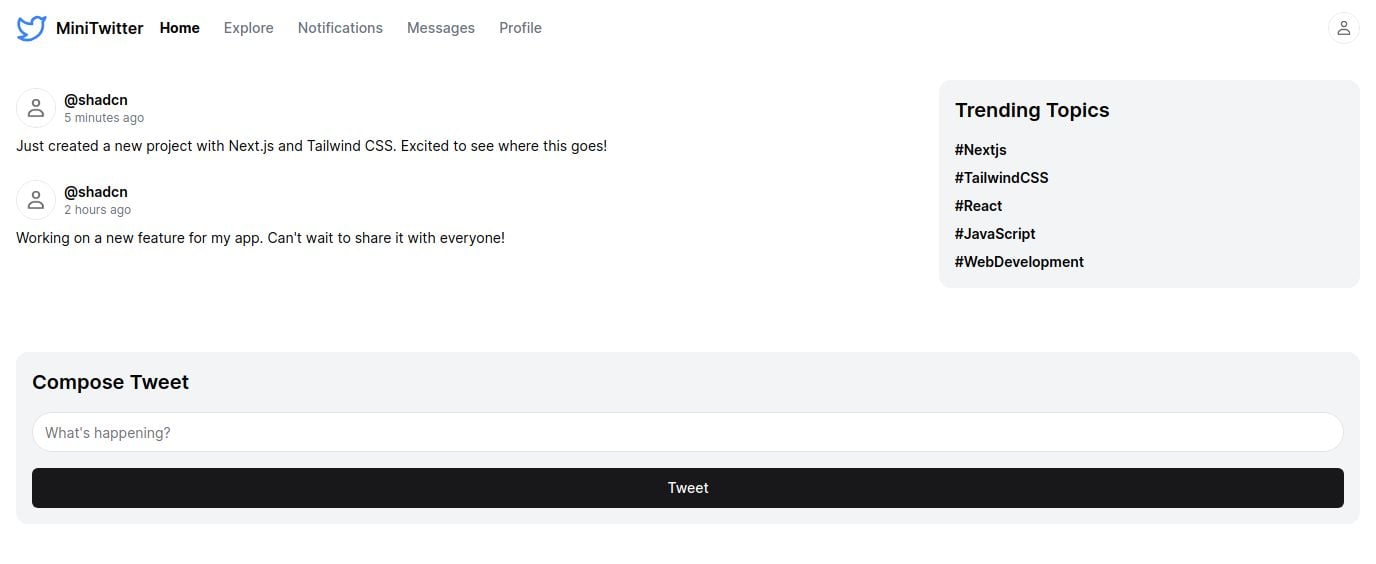 MiniTwitter Home Explore Notifications Messages Profile
@shadcn
5 minutes ago
Just created a new project with Next.js and Tailwind CSS. Excited to see where this goes!
@shadcn
2 hours ago
Working on a new feature for my app. Can't wait to share it with everyone!
Trending Topics
#Nextjs
#TailwindCSS
#React
#JavaScript
#WebDevelopment
Compose Tweet
What's happening?
Tweet